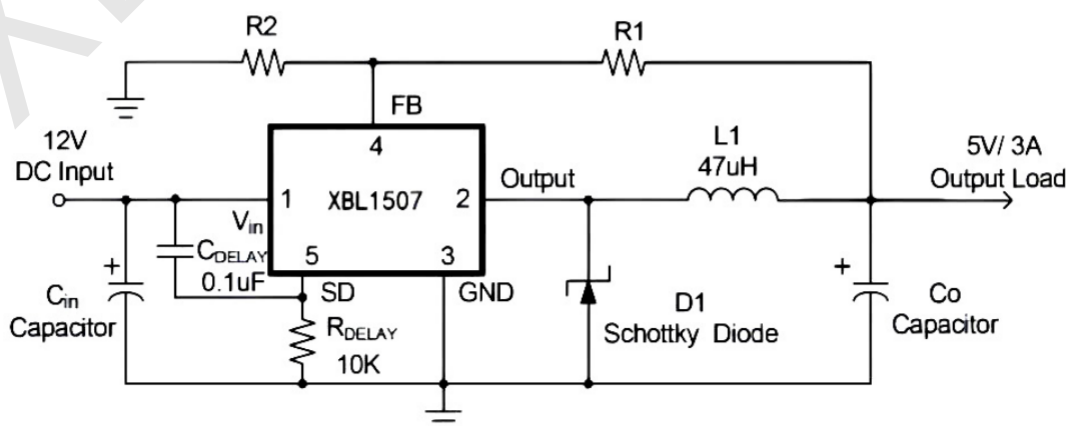 R2
R1
FB
4
12V
DC Input
L1
47uH
5V/ 3A
Output Load
Output
1
XBL1507
2
Vin
CDELAY
0.1uF
5
3
SD
GND
+
Cin
Capacitor
RDELAY
10K
D1
Schottky Diode
+
Co
Capacitor